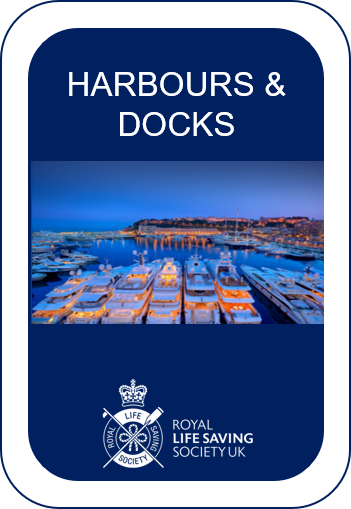 HARBOURS &
DOCKS
LIFE
ROYAL
SAVING
SOCIETY
ROYAL
LIFE SAVING
SOCIETY UK